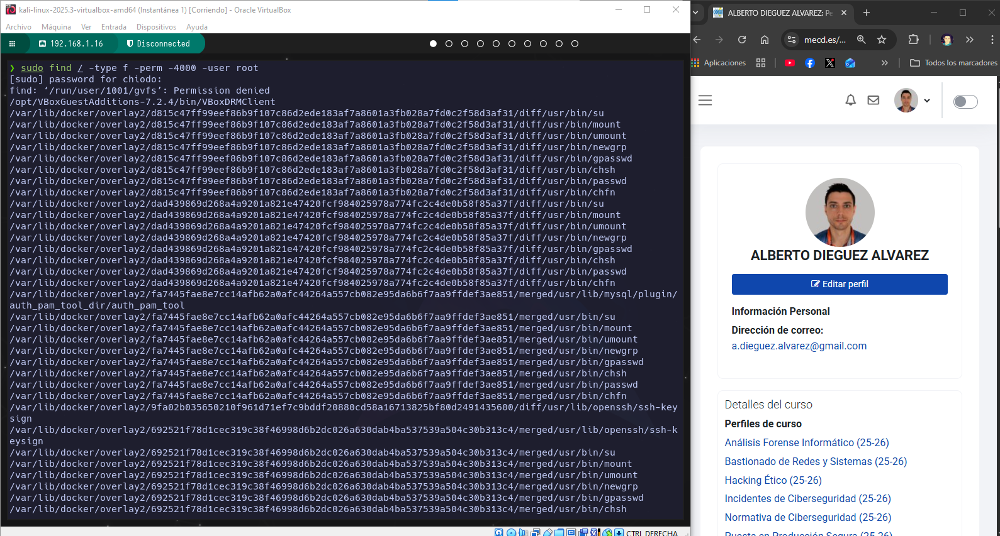 kali-linux-2025.3-virtualbox-amd64 (Instantánea 1) [Corriendo] - Oracle VirtualBox
Archivo Máquina Ver Entrada Dispositivos Ayuda
192.168.1.16 Disconnected
❯ sudo find / -type f -perm -4000 -user root
[sudo] password for chiodo:
find: ‘/run/user/1001/gvfs’: Permission denied
/opt/VBoxGuestAdditions-7.2.4/bin/VBoxDRMClient
/var/lib/docker/overlay2/d815c47ff99eef86b9f107c86d2ede183af7a8601a3fb028a7fd0c2f58d3af31/diff/usr/bin/su
/var/lib/docker/overlay2/d815c47ff99eef86b9f107c86d2ede183af7a8601a3fb028a7fd0c2f58d3af31/diff/usr/bin/mount
/var/lib/docker/overlay2/d815c47ff99eef86b9f107c86d2ede183af7a8601a3fb028a7fd0c2f58d3af31/diff/usr/bin/umount
/var/lib/docker/overlay2/d815c47ff99eef86b9f107c86d2ede183af7a8601a3fb028a7fd0c2f58d3af31/diff/usr/bin/newgrp
/var/lib/docker/overlay2/d815c47ff99eef86b9f107c86d2ede183af7a8601a3fb028a7fd0c2f58d3af31/diff/usr/bin/gpasswd
/var/lib/docker/overlay2/d815c47ff99eef86b9f107c86d2ede183af7a8601a3fb028a7fd0c2f58d3af31/diff/usr/bin/chsh
/var/lib/docker/overlay2/d815c47ff99eef86b9f107c86d2ede183af7a8601a3fb028a7fd0c2f58d3af31/diff/usr/bin/passwd
/var/lib/docker/overlay2/d815c47ff99eef86b9f107c86d2ede183af7a8601a3fb028a7fd0c2f58d3af31/diff/usr/bin/chfn
/var/lib/docker/overlay2/dad439869d268a4a9201a821e47420fcf984025978a774fc2c4de0b58f85a37f/diff/usr/bin/su
/var/lib/docker/overlay2/dad439869d268a4a9201a821e47420fcf984025978a774fc2c4de0b58f85a37f/diff/usr/bin/mount
/var/lib/docker/overlay2/dad439869d268a4a9201a821e47420fcf984025978a774fc2c4de0b58f85a37f/diff/usr/bin/umount
/var/lib/docker/overlay2/dad439869d268a4a9201a821e47420fcf984025978a774fc2c4de0b58f85a37f/diff/usr/bin/newgrp
/var/lib/docker/overlay2/dad439869d268a4a9201a821e47420fcf984025978a774fc2c4de0b58f85a37f/diff/usr/bin/gpasswd
/var/lib/docker/overlay2/dad439869d268a4a9201a821e47420fcf984025978a774fc2c4de0b58f85a37f/diff/usr/bin/chsh
/var/lib/docker/overlay2/dad439869d268a4a9201a821e47420fcf984025978a774fc2c4de0b58f85a37f/diff/usr/bin/passwd
/var/lib/docker/overlay2/dad439869d268a4a9201a821e47420fcf984025978a774fc2c4de0b58f85a37f/diff/usr/bin/chfn
/var/lib/docker/overlay2/fa7445fae8e7cc14afb62a0afc44264a557cb082e95da6b6f7aa9ffdef3ae851/merged/usr/lib/mysql/plugin/
auth_pam_tool_dir/auth_pam_tool
/var/lib/docker/overlay2/fa7445fae8e7cc14afb62a0afc44264a557cb082e95da6b6f7aa9ffdef3ae851/merged/usr/bin/su
/var/lib/docker/overlay2/fa7445fae8e7cc14afb62a0afc44264a557cb082e95da6b6f7aa9ffdef3ae851/merged/usr/bin/mount
/var/lib/docker/overlay2/fa7445fae8e7cc14afb62a0afc44264a557cb082e95da6b6f7aa9ffdef3ae851/merged/usr/bin/umount
/var/lib/docker/overlay2/fa7445fae8e7cc14afb62a0afc44264a557cb082e95da6b6f7aa9ffdef3ae851/merged/usr/bin/newgrp
/var/lib/docker/overlay2/fa7445fae8e7cc14afb62a0afc44264a557cb082e95da6b6f7aa9ffdef3ae851/merged/usr/bin/gpasswd
/var/lib/docker/overlay2/fa7445fae8e7cc14afb62a0afc44264a557cb082e95da6b6f7aa9ffdef3ae851/merged/usr/bin/chsh
/var/lib/docker/overlay2/fa7445fae8e7cc14afb62a0afc44264a557cb082e95da6b6f7aa9ffdef3ae851/merged/usr/bin/passwd
/var/lib/docker/overlay2/fa7445fae8e7cc14afb62a0afc44264a557cb082e95da6b6f7aa9ffdef3ae851/merged/usr/bin/chfn
/var/lib/docker/overlay2/9fa02b035650210f961d71ef7c9bddf20880cd58a16713825bf80d2491435600/diff/usr/lib/openssh/ssh-key
sign
/var/lib/docker/overlay2/692521f78d1cec319c38f46998d6b2dc026a630dab4ba537539a504c30b313c4/merged/usr/lib/openssh/ssh-k
eysign
/var/lib/docker/overlay2/692521f78d1cec319c38f46998d6b2dc026a630dab4ba537539a504c30b313c4/merged/usr/bin/su
/var/lib/docker/overlay2/692521f78d1cec319c38f46998d6b2dc026a630dab4ba537539a504c30b313c4/merged/usr/bin/mount
/var/lib/docker/overlay2/692521f78d1cec319c38f46998d6b2dc026a630dab4ba537539a504c30b313c4/merged/usr/bin/umount
/var/lib/docker/overlay2/692521f78d1cec319c38f46998d6b2dc026a630dab4ba537539a504c30b313c4/merged/usr/bin/newgrp
/var/lib/docker/overlay2/692521f78d1cec319c38f46998d6b2dc026a630dab4ba537539a504c30b313c4/merged/usr/bin/gpasswd
/var/lib/docker/overlay2/692521f78d1cec319c38f46998d6b2dc026a630dab4ba537539a504c30b313c4/merged/usr/bin/chsh
CTRL DERECHA
ALBERTO DIEGUEZ ALVAREZ: Pe
mecd.es/...
Aplicaciones
Todos los marcadores
ALBERTO DIEGUEZ ALVAREZ
Editar perfil
Información Personal
Dirección de correo:
a.dieguez.alvarez@gmail.com
Detalles del curso
Perfiles de curso
Análisis Forense Informático (25-26)
Bastionado de Redes y Sistemas (25-26)
Hacking Ético (25-26)
Incidentes de Ciberseguridad (25-26)
Normativa de Ciberseguridad (25-26)
Puesta en Producción Segura (25-26)